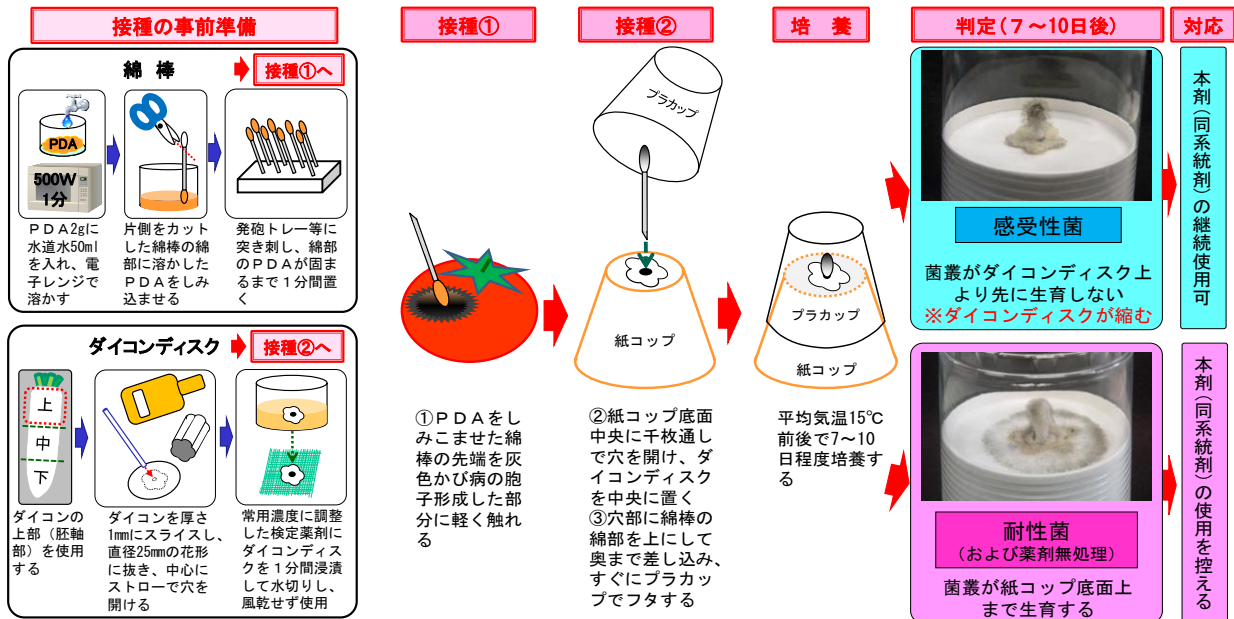 接種の事前準備
綿 棒
接種①へ
PDA
500W
1分
ＰＤＡ2gに
水道水50ml
を入れ、電
子レンジで
溶かす
片側をカット
した綿棒の綿
部に溶かした
ＰＤＡをしみ
込ませる
発砲トレー等に
突き刺し、綿部
のＰＤＡが固ま
るまで１分間置
く
ダイコンディスク
接種②へ
上
中
下
ダイコンの
上部（胚軸
部）を使用
する
ダイコンを厚さ
1mmにスライスし、
直径25mmの花形
に抜き、中心に
ストローで穴を
開ける
常用濃度に調整
した検定薬剤に
ダイコンディス
クを１分間浸漬
して水切りし、
風乾せず使用
接種①
①ＰＤＡをし
みこませた綿
棒の先端を灰
色かび病の胞
子形成した部
分に軽く触れ
る
接種②
プラカップ
紙コップ
②紙コップ底面
中央に千枚通し
で穴を開け、ダ
イコンディスク
を中央に置く
③穴部に綿棒の
綿部を上にして
奥まで差し込み、
すぐにプラカッ
プでフタする
培 養
プラカップ
紙コップ
平均気温15℃
前後で7～10
日程度培養す
る
判定(７～10日後)
感受性菌
菌叢がダイコンディスク上
より先に生育しない
※ダイコンディスクが縮む
耐性菌
(および薬剤無処理)
菌叢が紙コップ底面上
まで生育する
対応
本剤(同系統剤)の継続使用可
本剤(同系統剤)の使用を控える